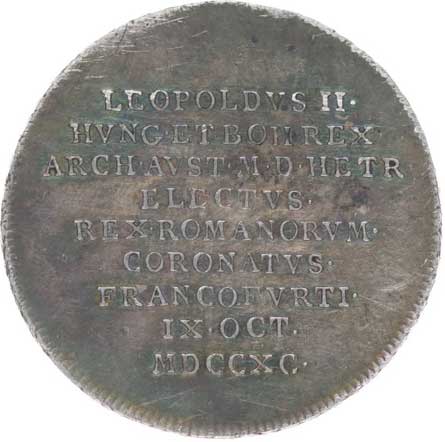 LEOPOLDVS II·
HVNG·ET·BOH·REX
ARCH·AVST·M·D·HETR
ELECTVS·
REX·ROMANORVM·
CORONATVS·
FRANCOFVRTI·
IX·OCT·
MDCCXC·